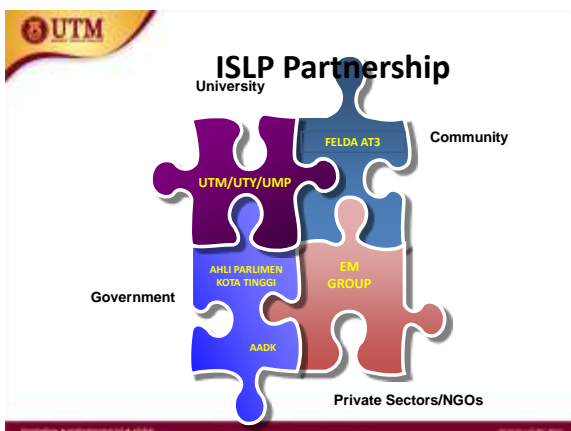 UTM
ISLP Partnership
University
FELDA AT3
Community
UTM/UTY/UMP
AHLI PARLIMEN
KOTA TINGGI
EM
GROUP
Government
AADK
Private Sectors/NGOs